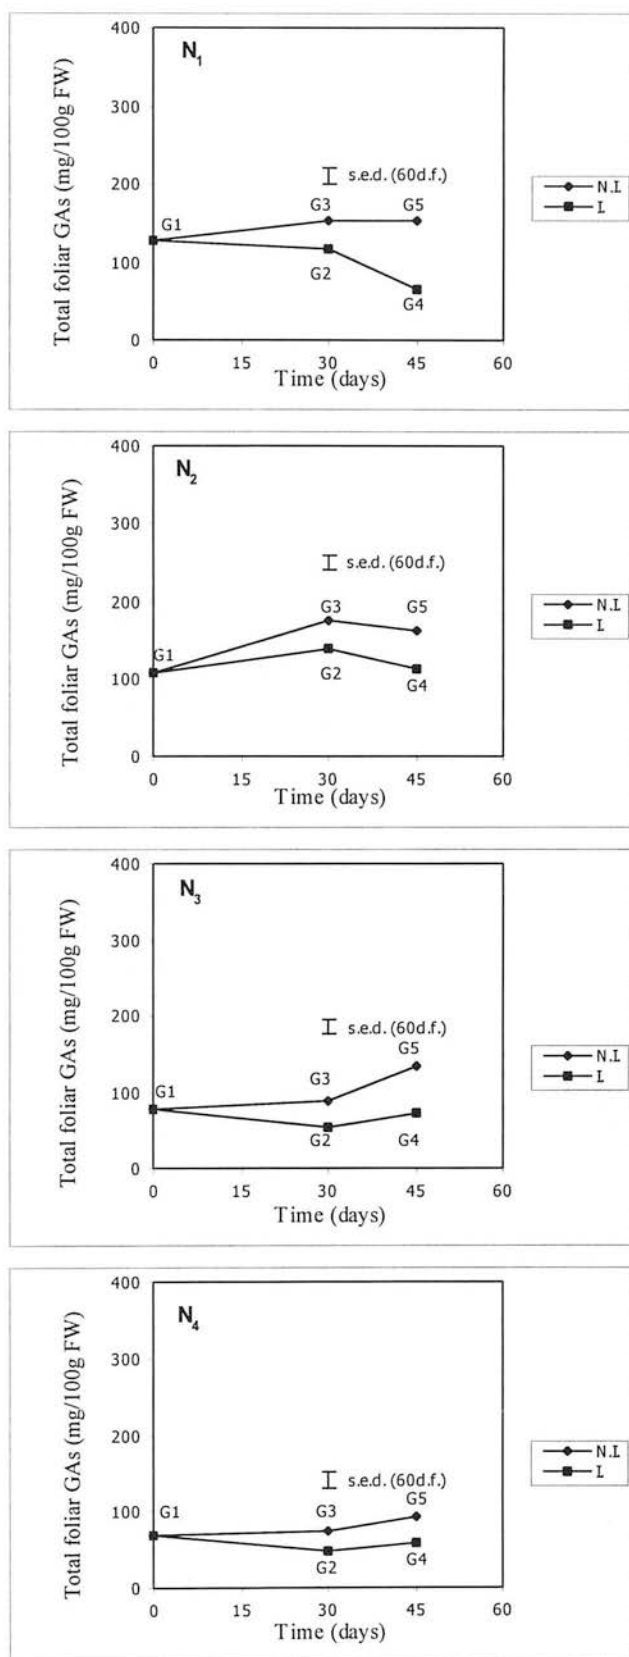 N1
Total foliar GAs (mg/100g FW)
400
300
200
100
0
s.e.d. (60d.f.)
G1
G3
G5
G2
G4
0 15 30 45 60
Time (days)
N.I.
I.
N2
Total foliar GAs (mg/100g FW)
400
300
200
100
0
s.e.d. (60d.f.)
G1
G3
G5
G2
G4
0 15 30 45 60
Time (days)
N.I.
I.
N3
Total foliar GAs (mg/100g FW)
400
300
200
100
0
s.e.d. (60d.f.)
G5
G1
G3
G2
G4
0 15 30 45 60
Time (days)
N.I.
I.
N4
Total foliar GAs (mg/100g FW)
400
300
200
100
0
s.e.d. (60d.f.)
G5
G1
G3
G2
G4
0 15 30 45 60
Time (days)
N.I.
I.